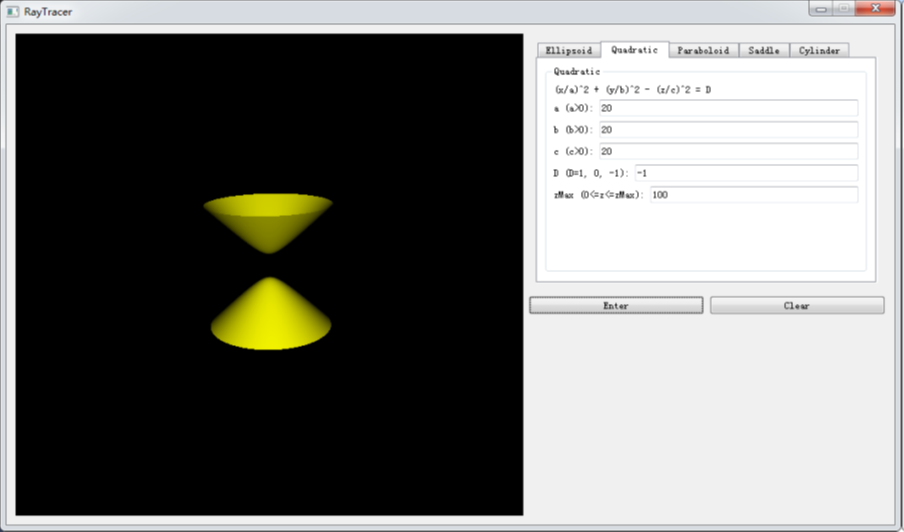 RayTracer
Ellipsoid Quadratic Paraboloid Saddle Cylinder
Quadratic
(x/a)^2 + (y/b)^2 - (z/c)^2 = D
a (a>0): 20
b (b>0): 20
c (c>0): 20
D (D=1, 0, -1): -1
zMax (0<=z<=zMax): 100
Enter Clear